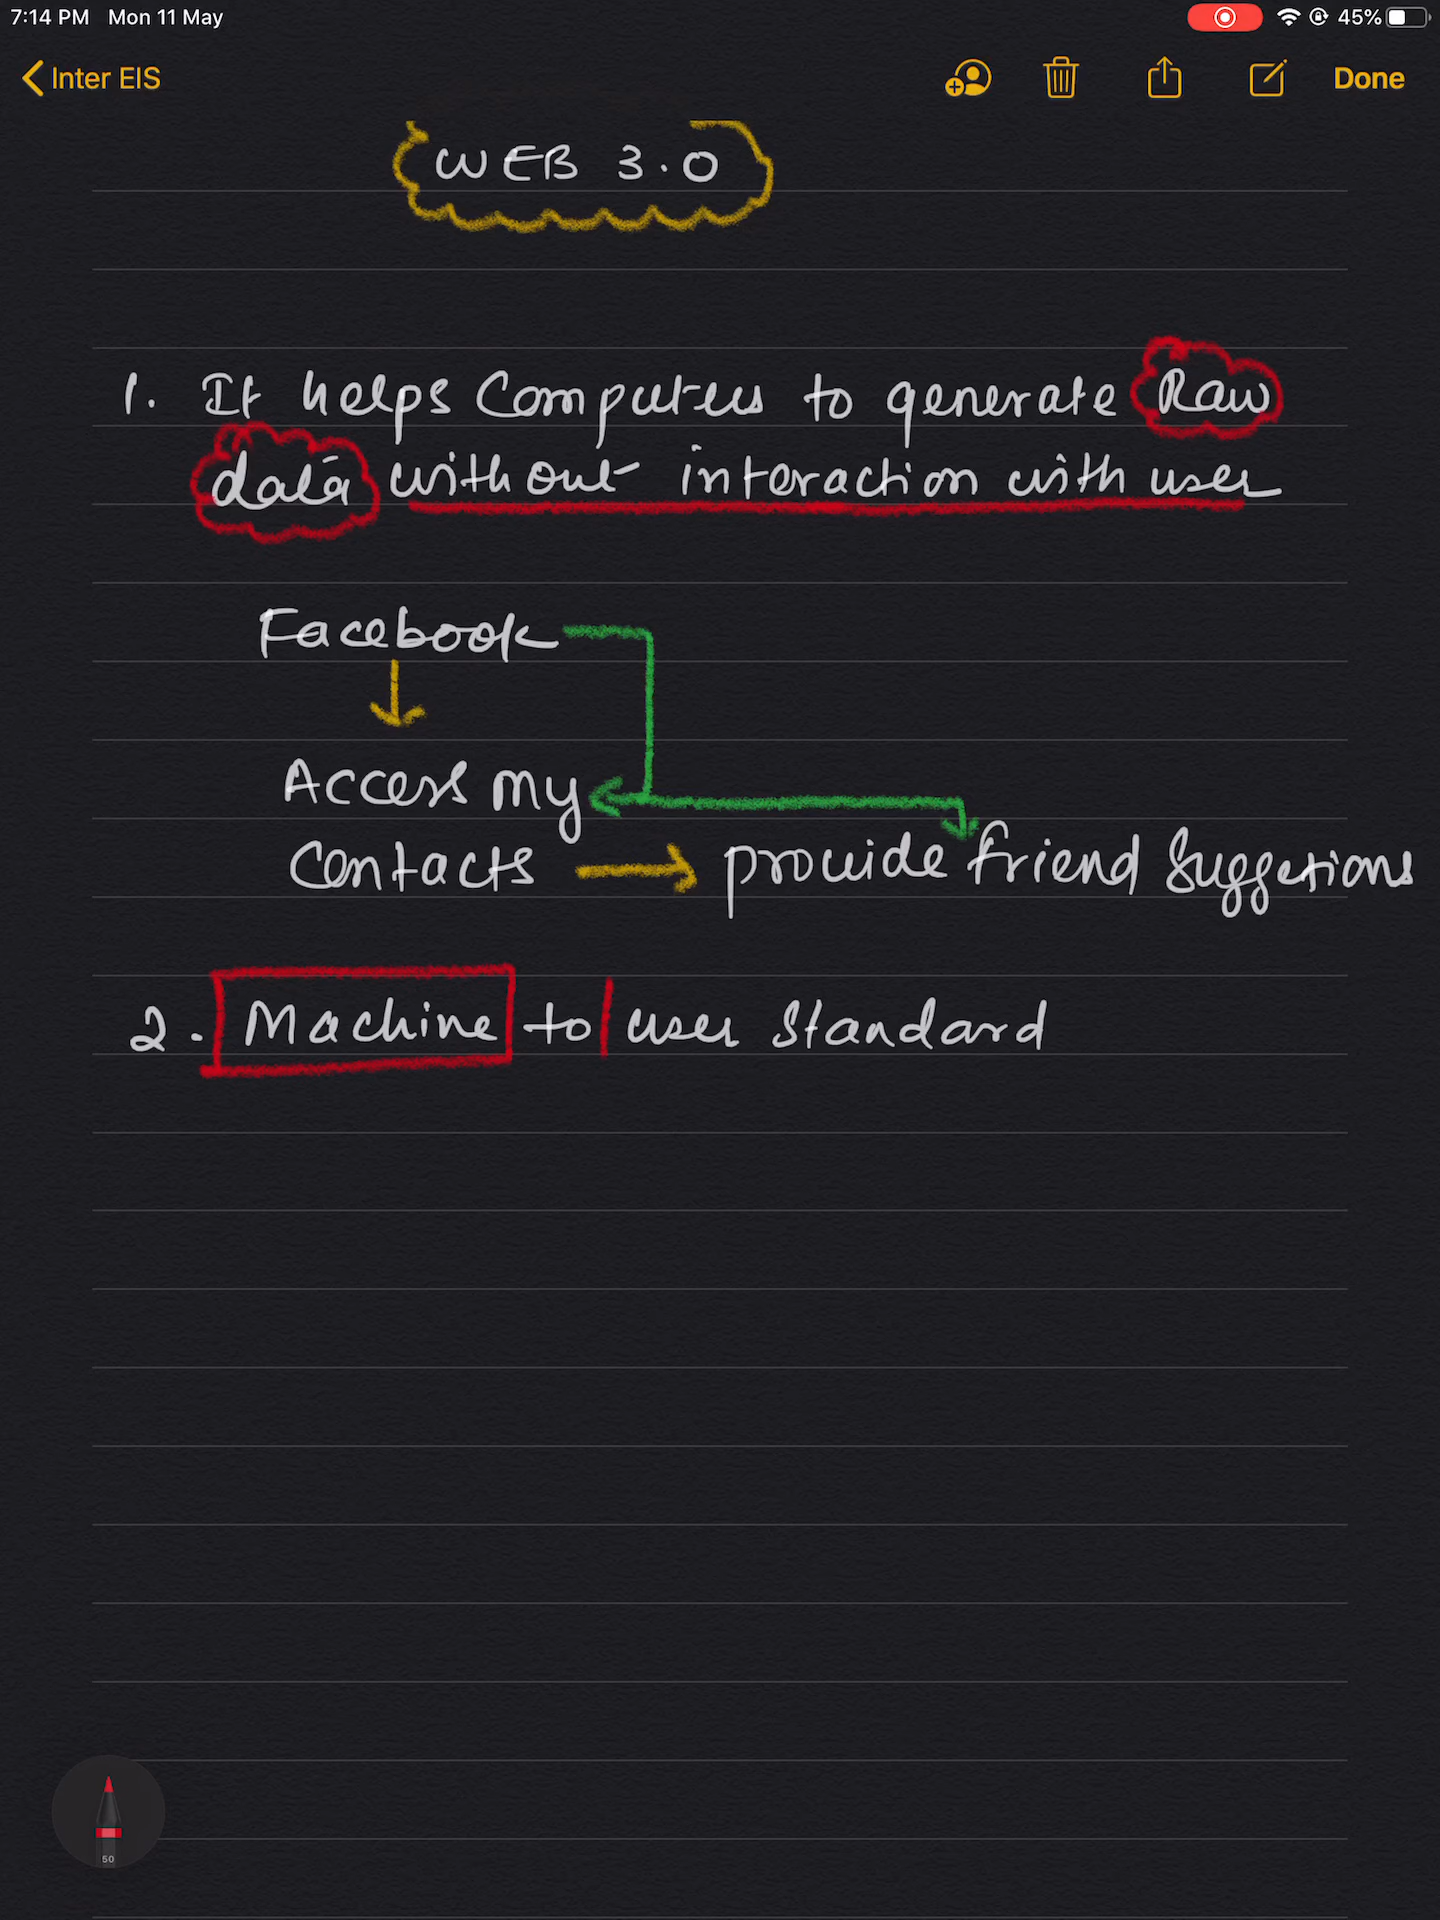 7:14 PM Mon 11 May 45%
Inter EIS Done
WEB 3.0
1. It helps Computers to generate Raw
data without interaction with user
Facebook
Access my
Contacts → provide friend Suggestions
2. Machine to user Standard
50